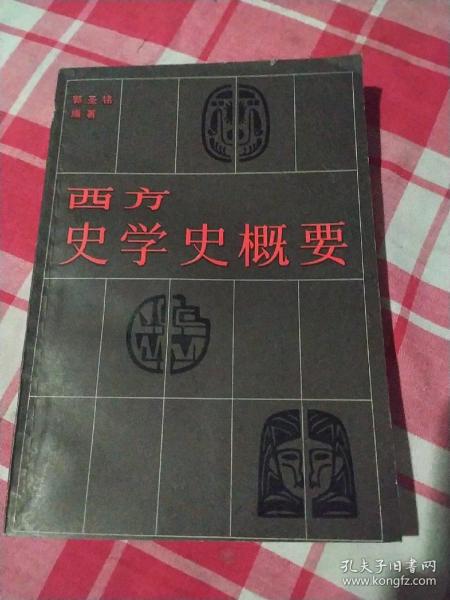 郭圣铭
编著
西方
史学史概要
孔夫子旧书网
www.kongfz.com